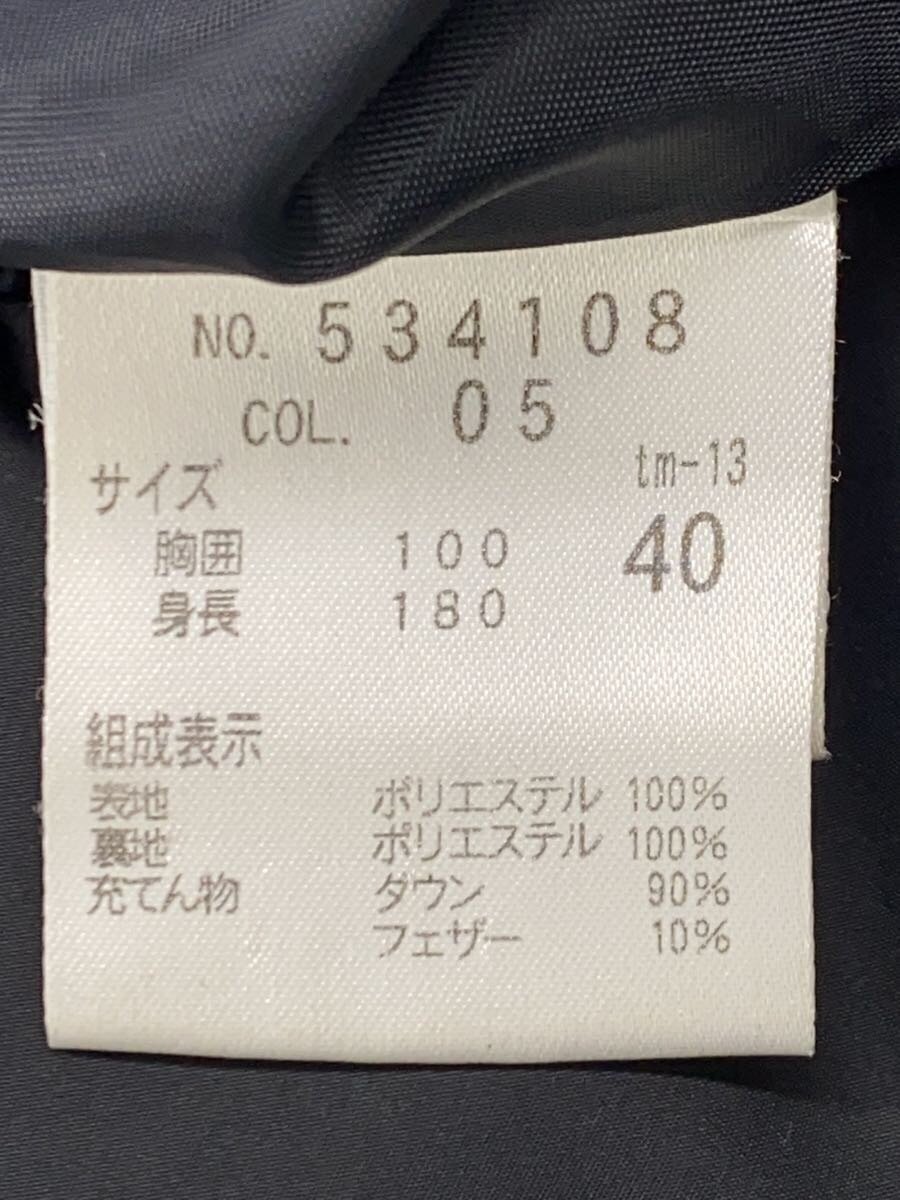 NO. 534108
COL. 05
サイズ tm-13
胸囲 100 40
身長 180
組成表示
表地 ポリエステル 100%
裏地 ポリエステル 100%
充てん物 ダウン 90%
フェザー 10%